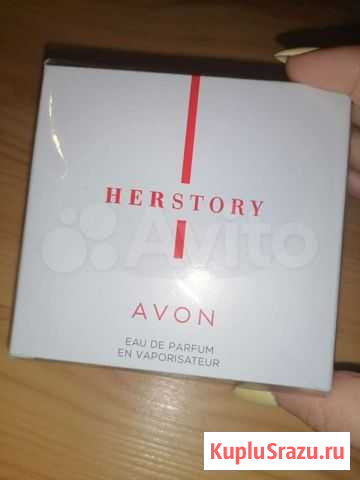 HERSTORY
Avito
AVON
EAU DE PARFUM
EN VAPORISATEUR
KupluSrazu.ru